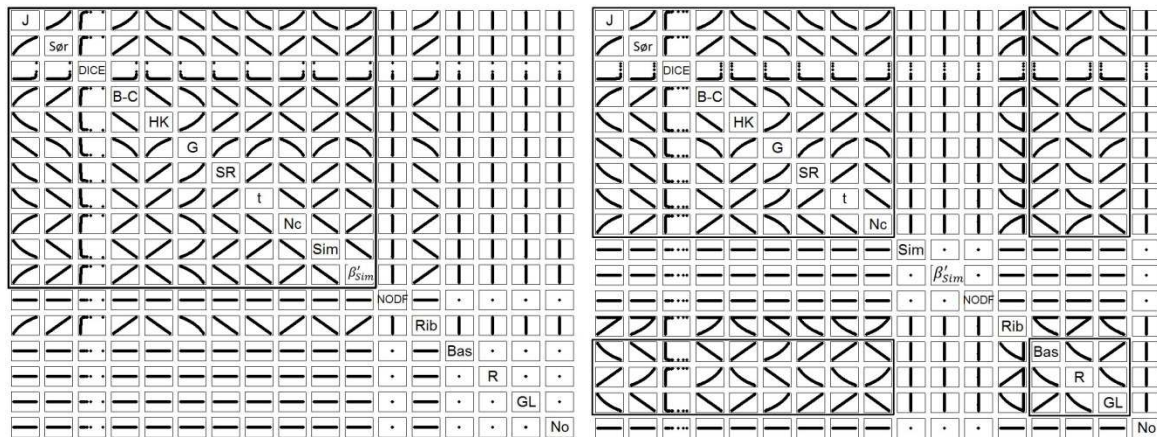 J
J
Sør
Sør
DICE
DICE
B-C
B-C
HK
HK
G
G
SR
SR
t
t
Nc
Nc
Sim
Sim
β′Sim
β′Sim
NODF
NODF
Rib
Rib
Bas
Bas
R
R
GL
GL
No
No